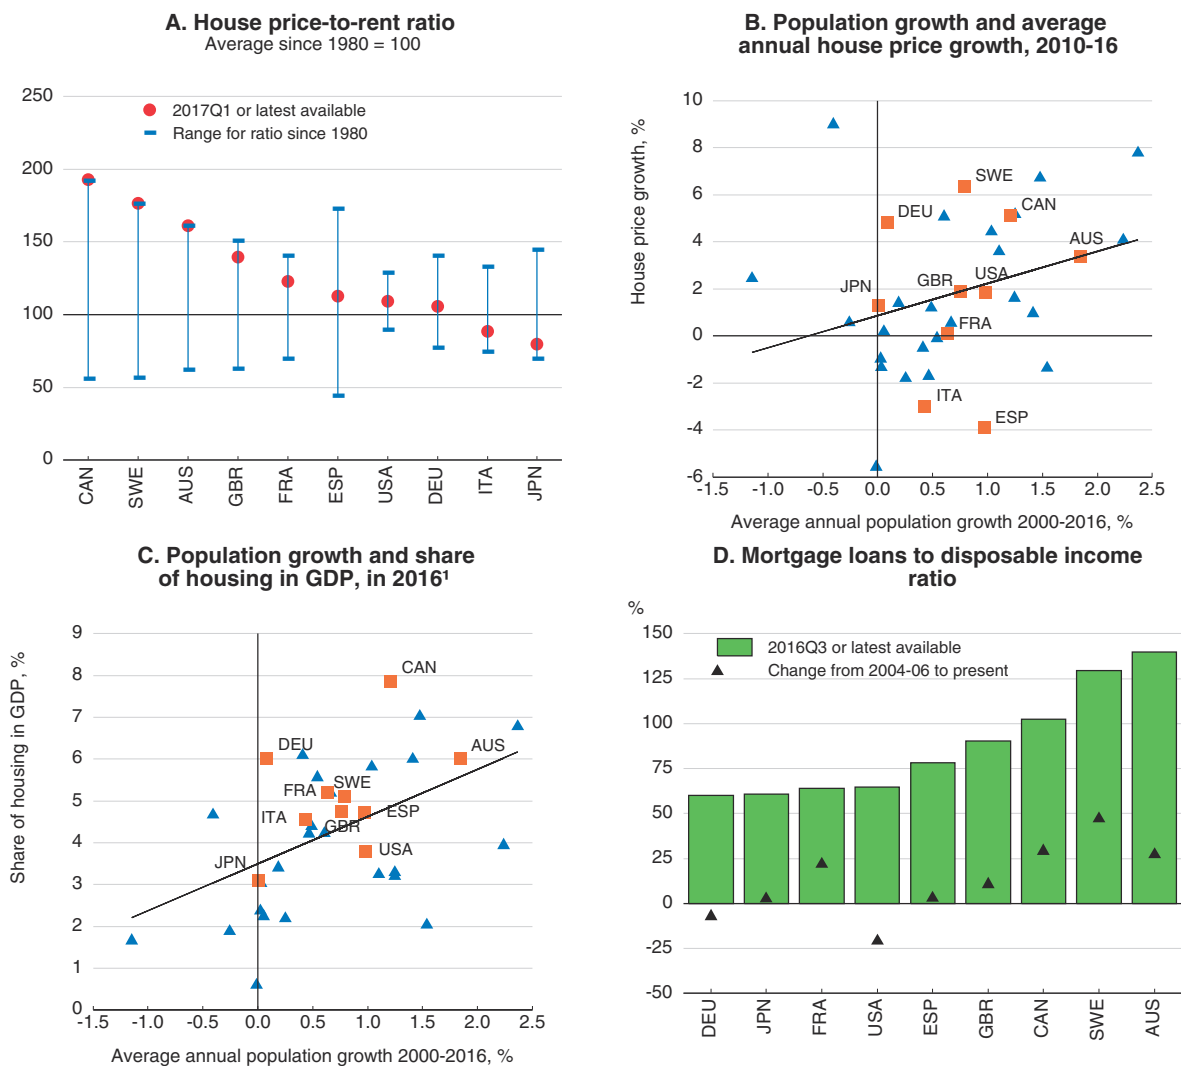 A. House price-to-rent ratio
Average since 1980 = 100
250
200
150
100
50
0
2017Q1 or latest available
Range for ratio since 1980
CAN
SWE
AUS
GBR
FRA
ESP
USA
DEU
ITA
JPN
B. Population growth and average
annual house price growth, 2010-16
House price growth, %
10
8
6
4
2
0
-2
-4
-6
SWE
DEU
CAN
AUS
JPN
GBR
USA
FRA
ITA
ESP
-1.5 -1.0 -0.5 0.0 0.5 1.0 1.5 2.0 2.5
Average annual population growth 2000-2016, %
C. Population growth and share
of housing in GDP, in 2016¹
Share of housing in GDP, %
9
8
7
6
5
4
3
2
1
0
CAN
DEU
AUS
FRA
SWE
ITA
GBR
ESP
JPN
USA
-1.5 -1.0 -0.5 0.0 0.5 1.0 1.5 2.0 2.5
Average annual population growth 2000-2016, %
D. Mortgage loans to disposable income
ratio
%
150
125
100
75
50
25
0
-25
-50
2016Q3 or latest available
Change from 2004-06 to present
DEU
JPN
FRA
USA
ESP
GBR
CAN
SWE
AUS